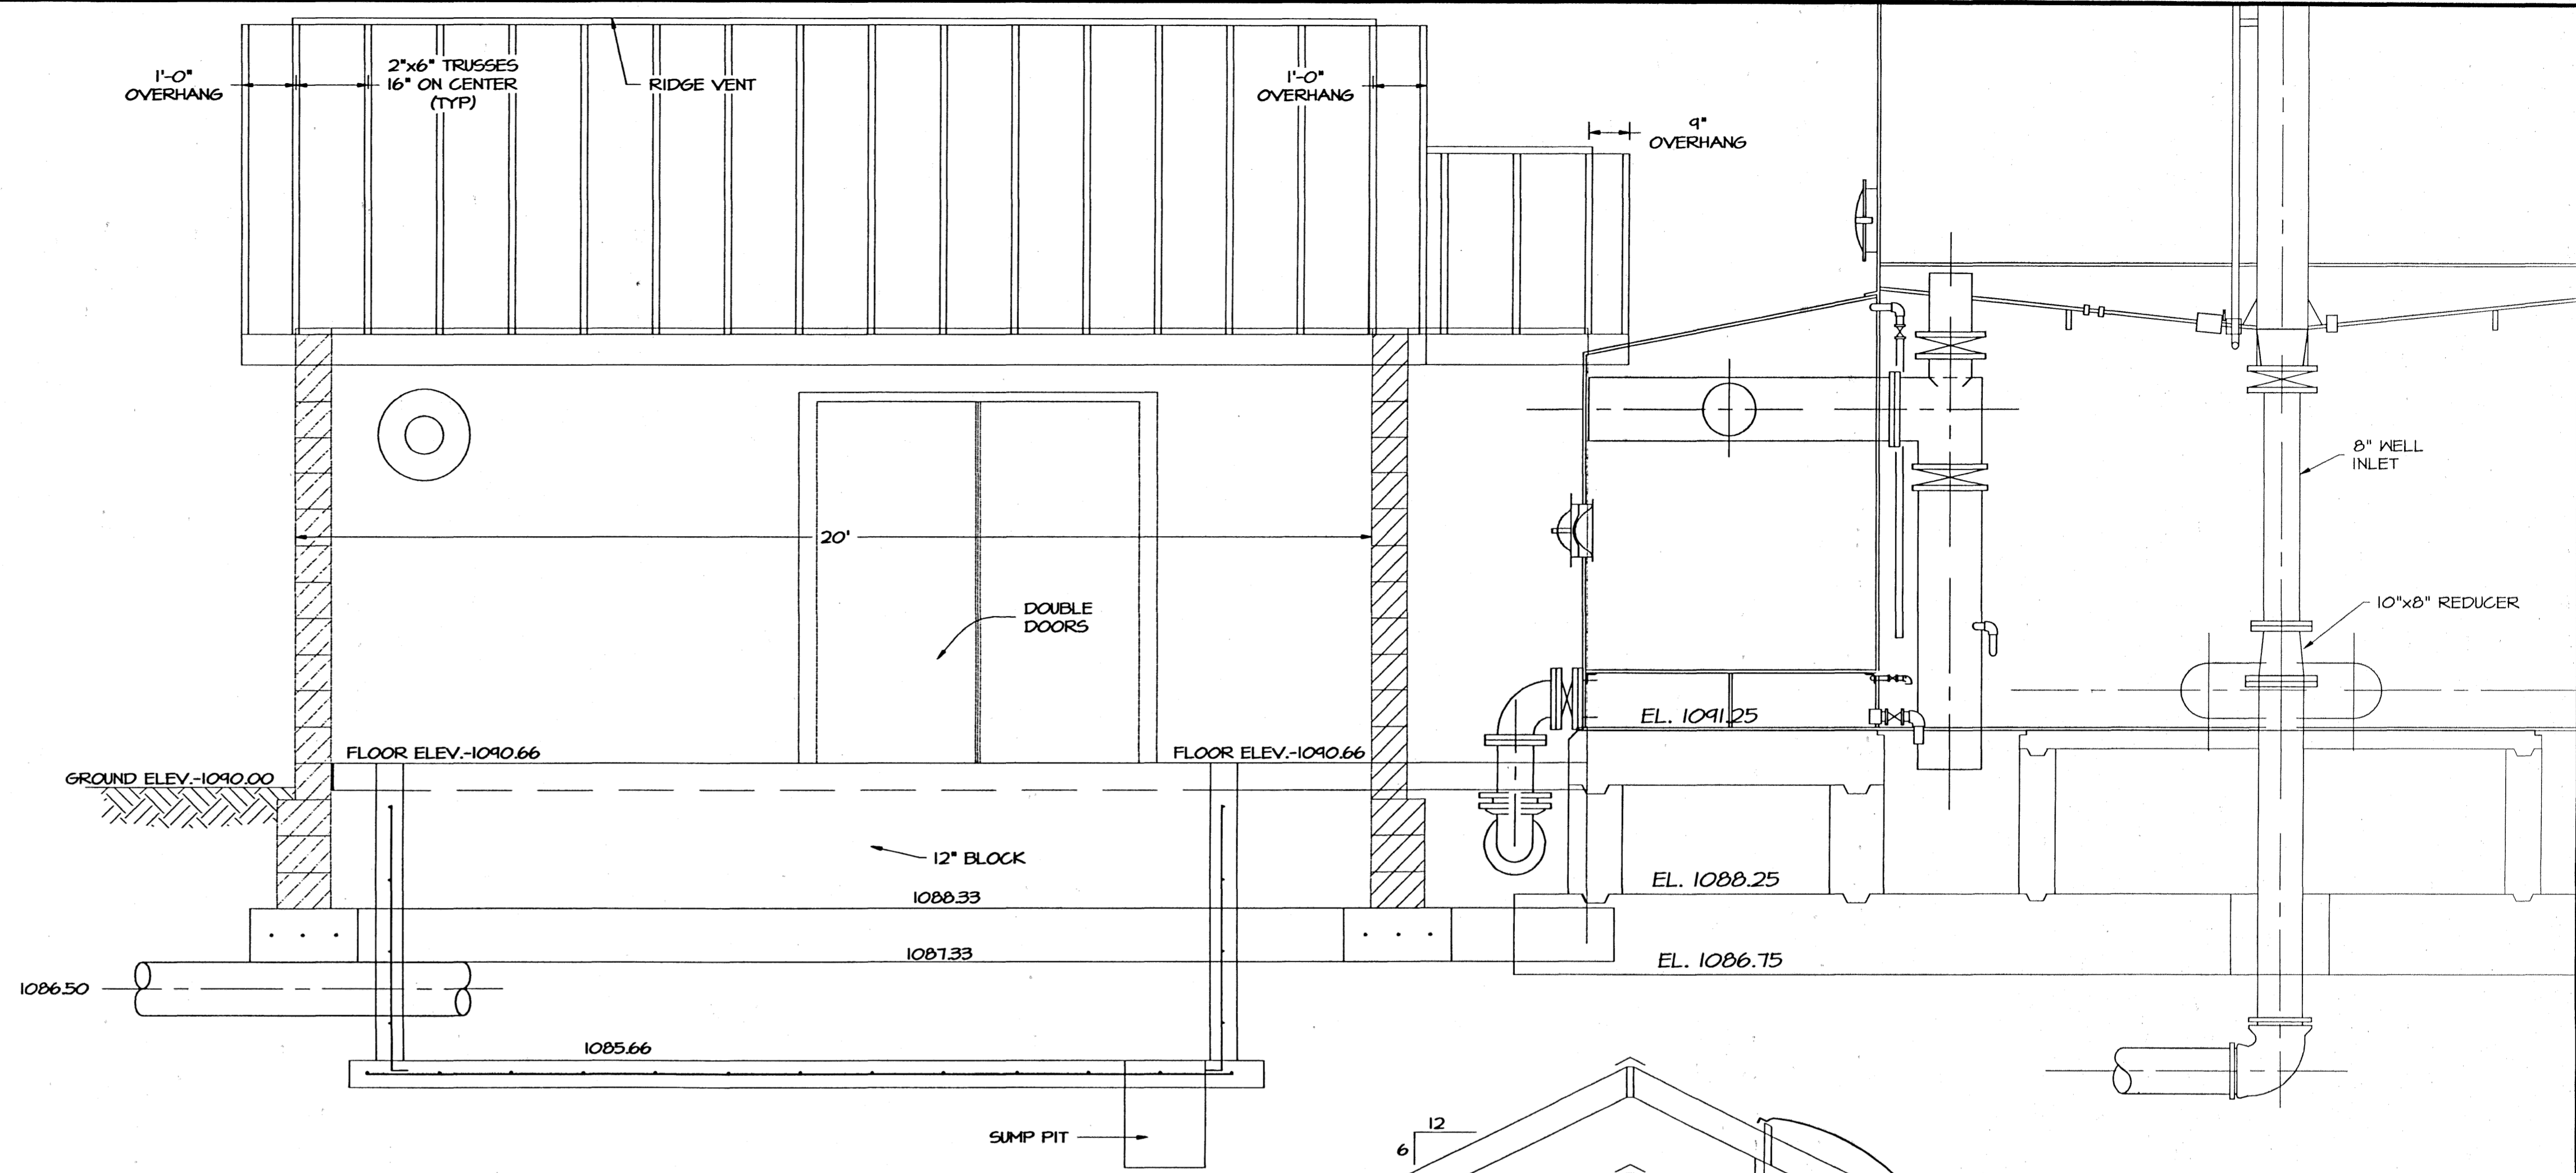 1'-0"
OVERHANG
2"x6" TRUSSES
16" ON CENTER
(TYP)
RIDGE VENT
1'-0"
OVERHANG
9"
OVERHANG
8" WELL
INLET
20'
DOUBLE
DOORS
10"x8" REDUCER
EL. 1091.25
FLOOR ELEV.-1090.66
FLOOR ELEV.-1090.66
GROUND ELEV.-1090.00
12" BLOCK
EL. 1088.25
1088.33
1087.33
EL. 1086.75
1086.50
1085.66
SUMP PIT
12
6